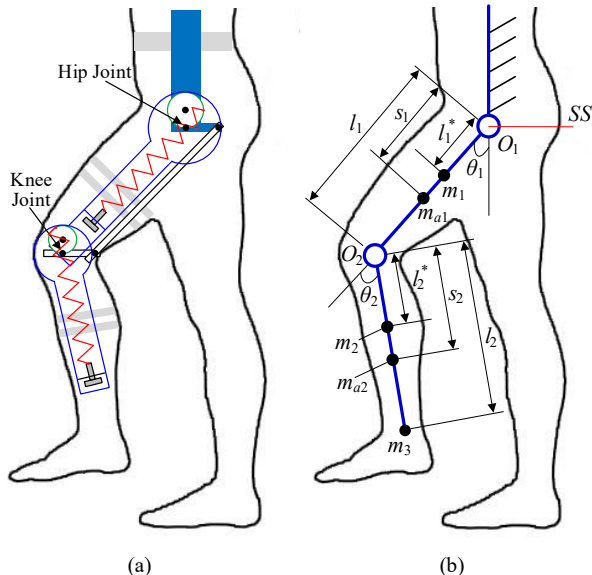 Hip Joint
Knee
Joint
(a)
l₁
s₁
l₁*
SS
O₁
θ₁
m₁
mₐ₁
O₂
θ₂
l₂*
s₂
l₂
m₂
mₐ₂
m₃
(b)